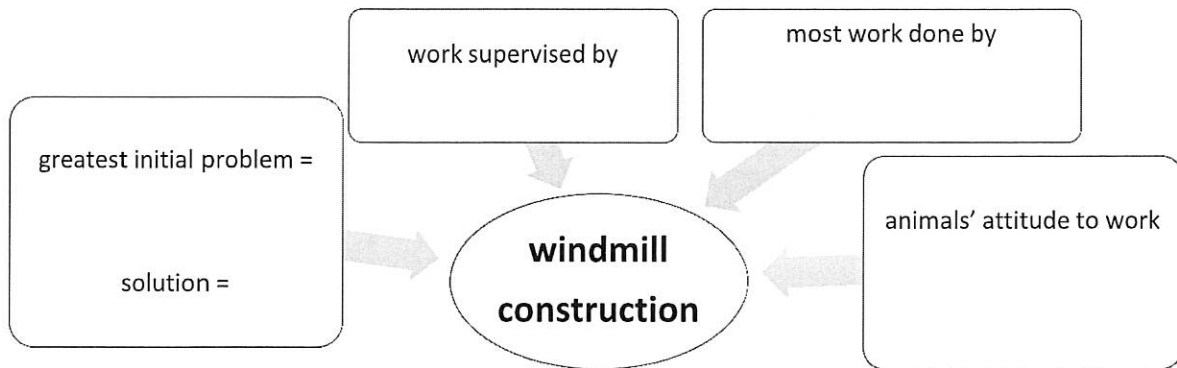 work supervised by
most work done by
greatest initial problem =
solution =
animals’ attitude to work
windmill
construction